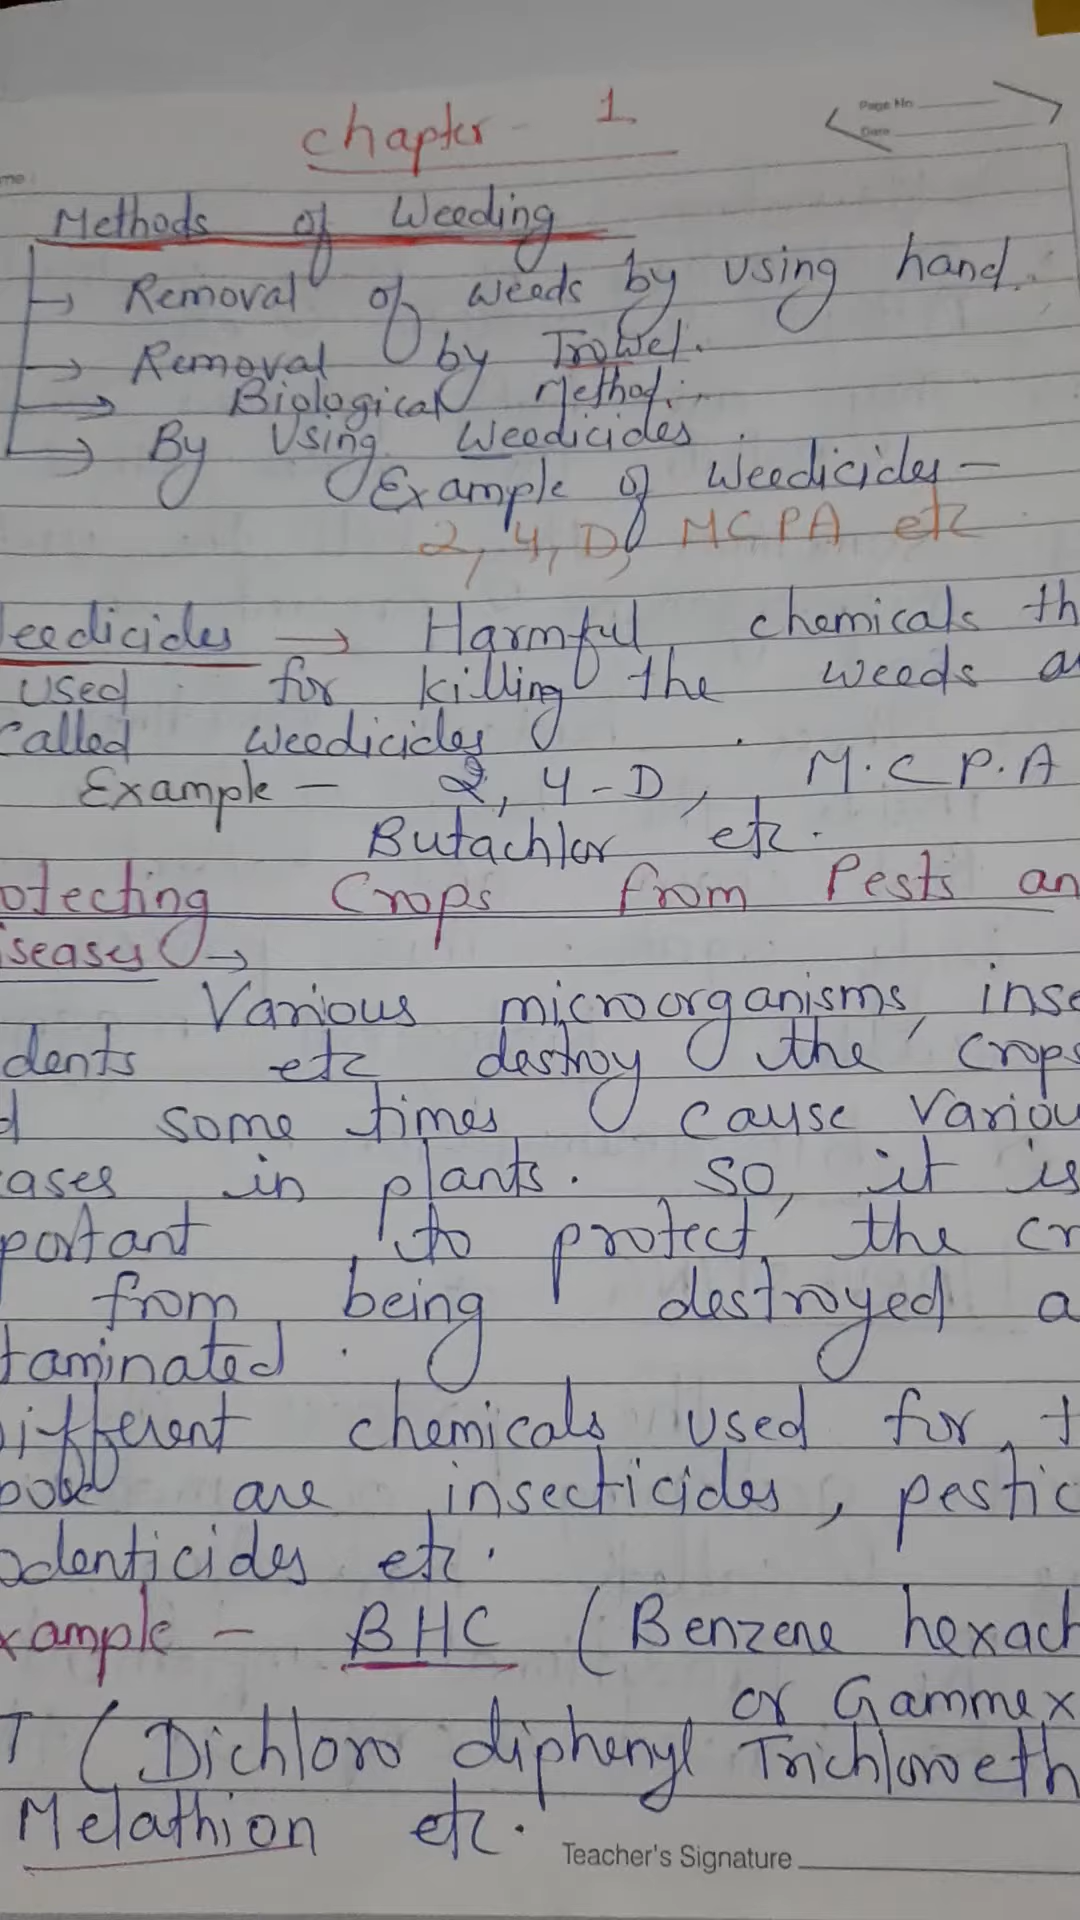 chapter - 1
Page No.
Date
me
Methods of Weeding
→ Removal of weeds by using hand.
→ Removal by Trowel.
→ Biological Method.
→ By Using Weedicides.
Example of Weedicides -
2, 4, D, MCPA etc
eedicides → Harmful chemicals th
used for killing the weeds a
called weedicides
Example - 2, 4-D, M.C.P.A
Butachlor etc.
otecting Crops from Pests an
iseases →
Various microorganisms, inse
dents etc destroy the crops
d some times cause Variou
ases in plants. So, it is
portant to protect the cr
from being destroyed a
taminated.
ifferent chemicals used for t
are insecticides, pestic
odenticides etc.
xample - BHC (Benzene hexach
or Gammex
T (Dichloro diphenyl Trichloroeth
Melathion etc.
Teacher's Signature